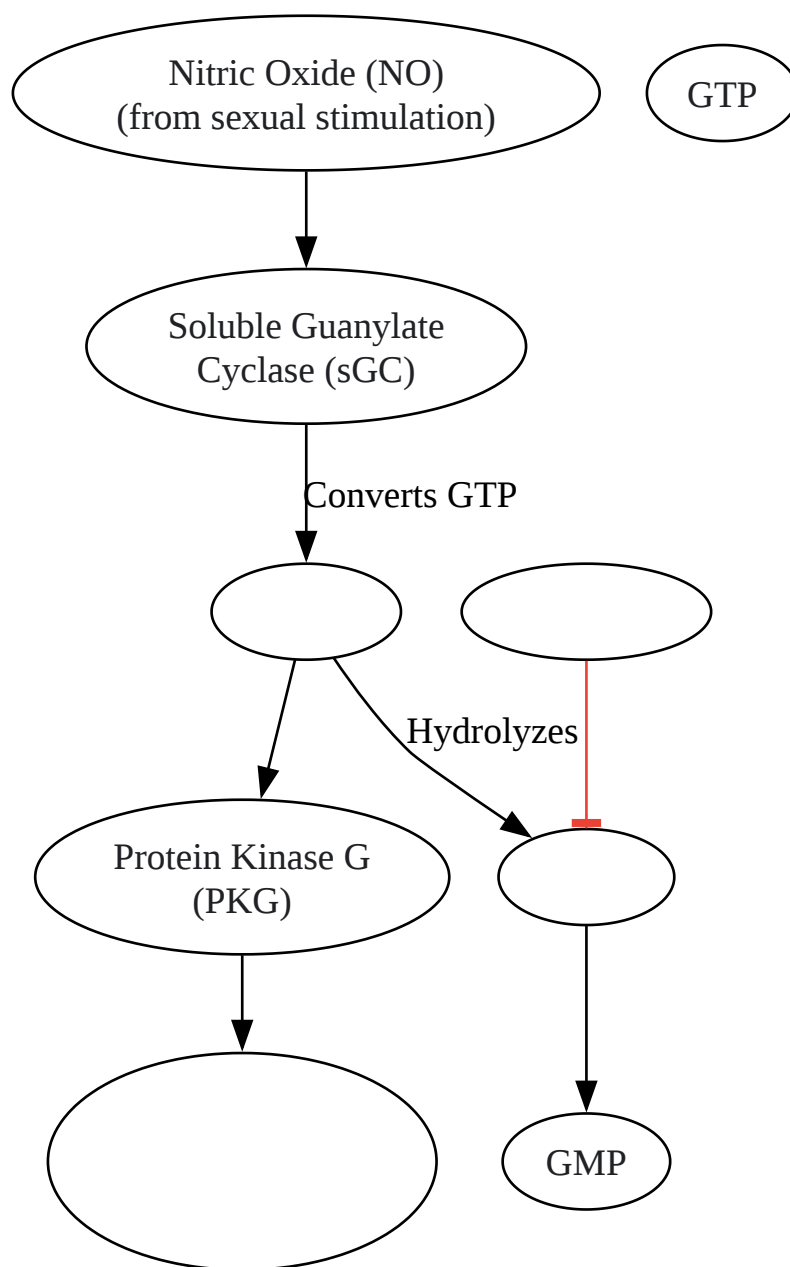 Nitric Oxide (NO)
(from sexual stimulation)
GTP
Soluble Guanylate
Cyclase (sGC)
Converts GTP
Hydrolyzes
Protein Kinase G
(PKG)
GMP